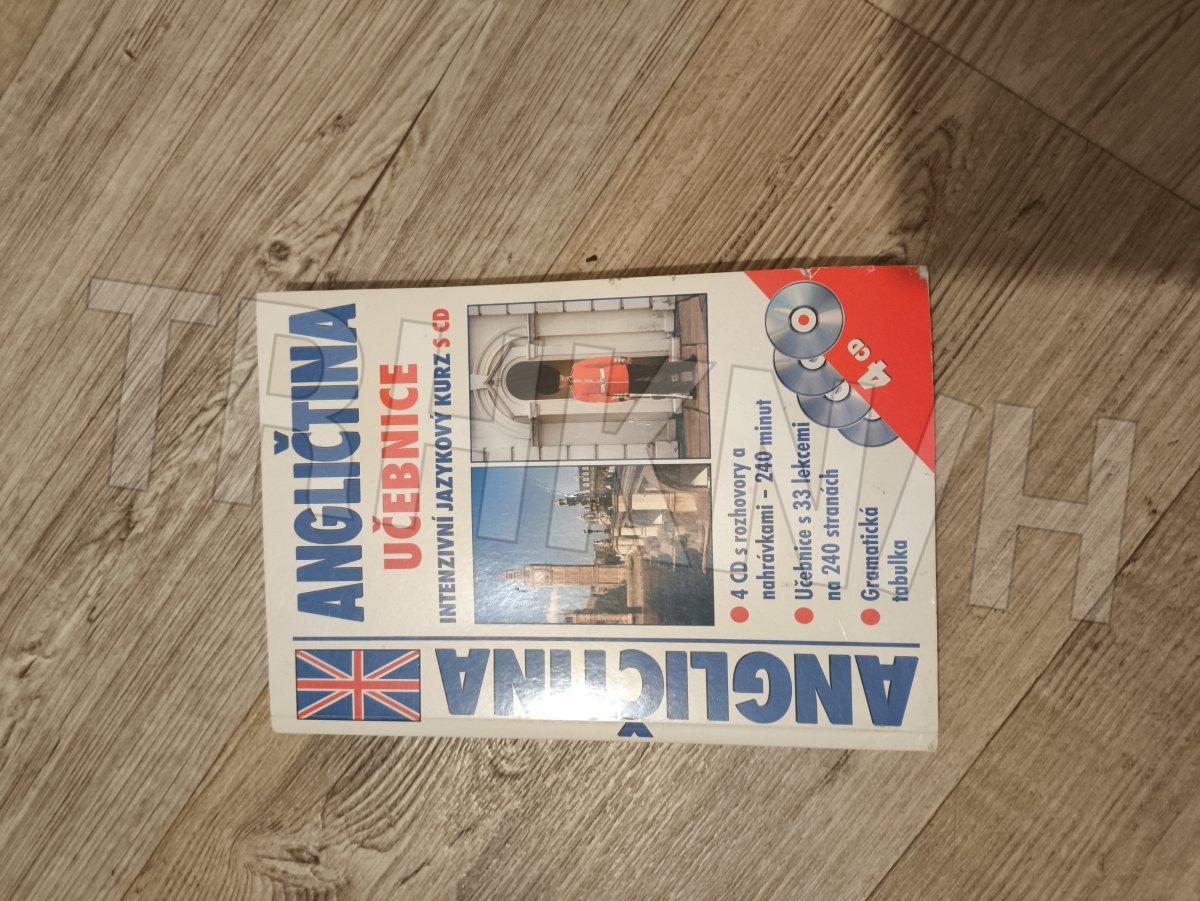 ANGLIČTINA
UČEBNICE
INTENZIVNÍ JAZYKOVÝ KURZ S CD
4 CD
• 4 CD s rozhovory a
nahrávkami – 240 minut
• Učebnice s 33 lekcemi
na 240 stranách
• Gramatická
tabulka
ANGLIČTINA